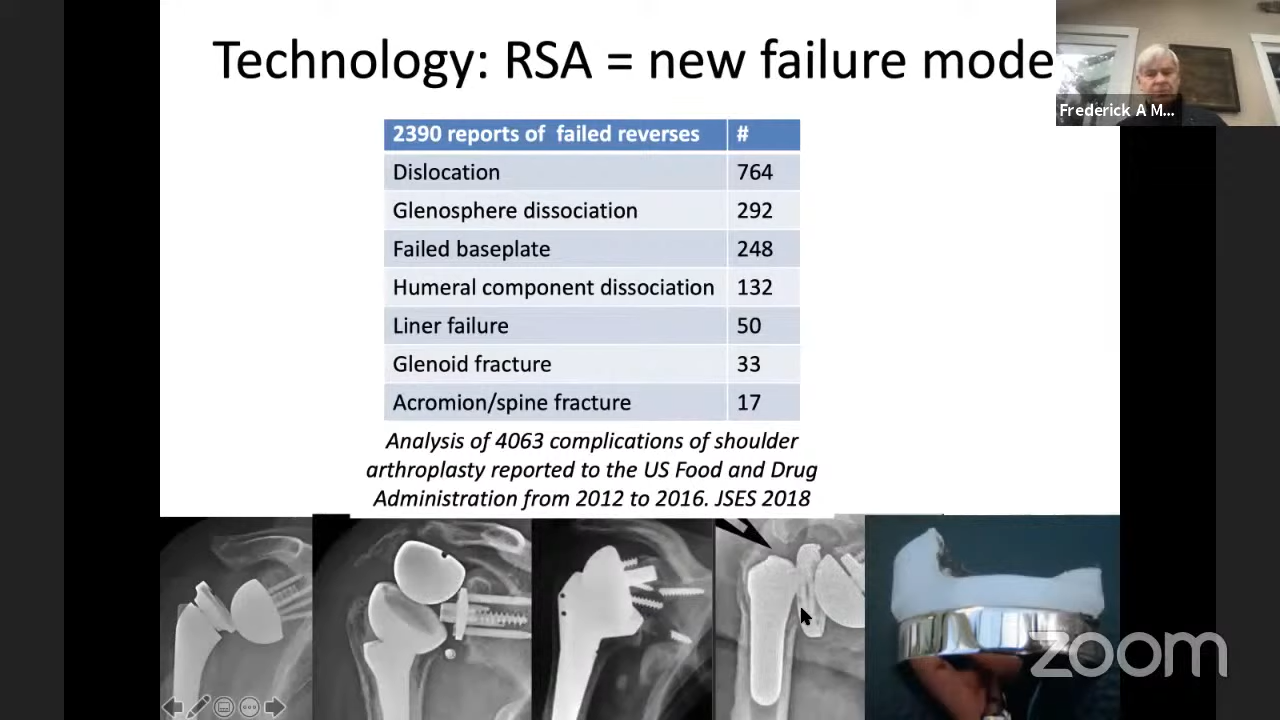 Technology: RSA = new failure mode
Frederick A M...
2390 reports of failed reverses #
Dislocation 764
Glenosphere dissociation 292
Failed baseplate 248
Humeral component dissociation 132
Liner failure 50
Glenoid fracture 33
Acromion/spine fracture 17
Analysis of 4063 complications of shoulder
arthroplasty reported to the US Food and Drug
Administration from 2012 to 2016. JSES 2018
zoom